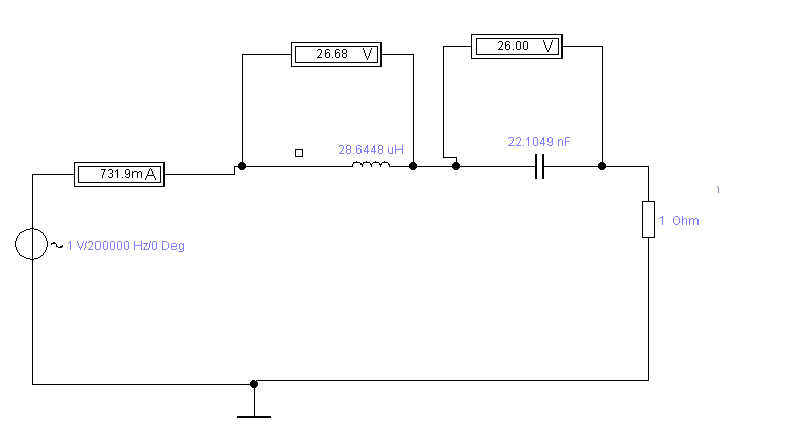 26.68 V
26.00 V
28.6448 uH
22.1049 nF
731.9m A
1 Ohm
1 V/200000 Hz/0 Deg